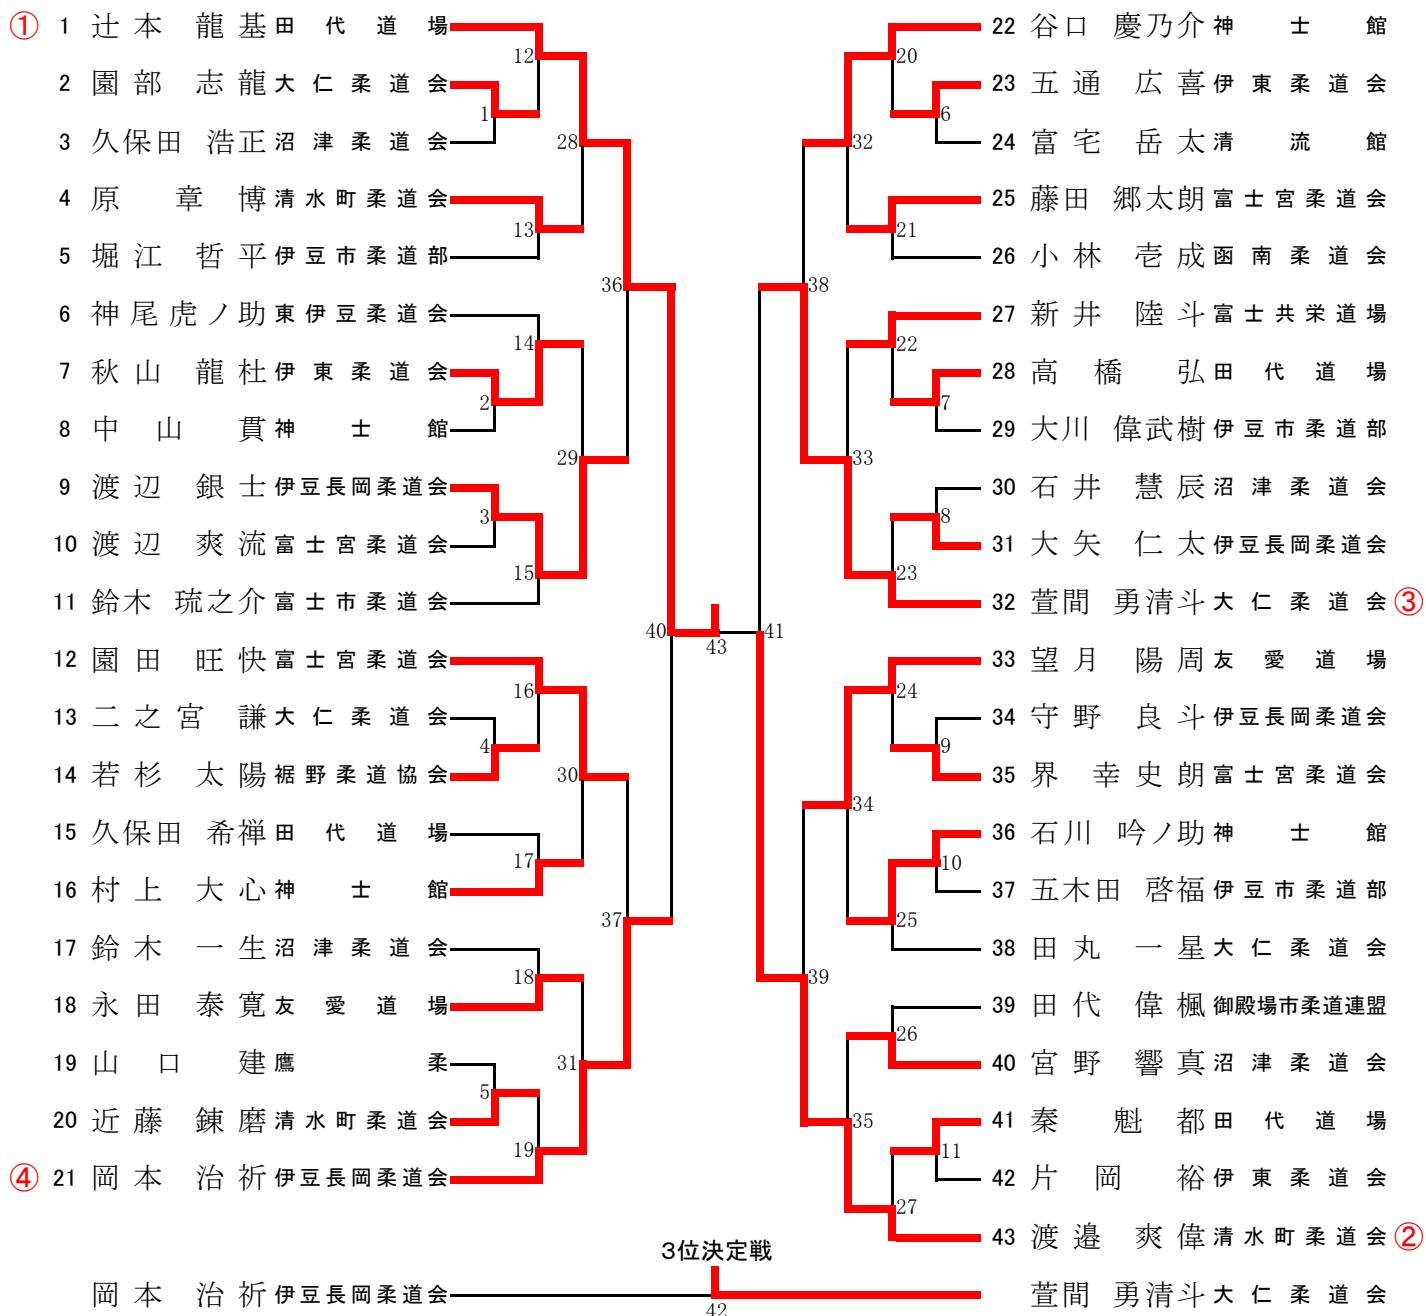 ① 1 辻本 龍基 田代道場
2 園部 志龍 大仁柔道会
3 久保田 浩正 沼津柔道会
4 原 章博 清水町柔道会
5 堀江 哲平 伊豆市柔道部
6 神尾虎ノ助 東伊豆柔道会
7 秋山 龍杜 伊東柔道会
8 中山 貫 神士館
9 渡辺 銀士 伊豆長岡柔道会
10 渡辺 爽流 富士宮柔道会
11 鈴木 琉之介 富士市柔道会
12 園田 旺快 富士宮柔道会
13 二之宮 謙 大仁柔道会
14 若杉 太陽 裾野柔道協会
15 久保田 希禅 田代道場
16 村上 大心 神士館
17 鈴木 一生 沼津柔道会
18 永田 泰寛 友愛道場
19 山口 建 鷹柔
20 近藤 錬磨 清水町柔道会
④ 21 岡本 治祈 伊豆長岡柔道会
12
1
28
13
36
14
2
29
3
15
40
16
4
30
17
37
18
31
5
19
43
20
6
32
21
38
22
7
33
8
23
41
24
9
34
10
25
39
26
35
11
27
22 谷口 慶乃介 神士館
23 五通 広喜 伊東柔道会
24 富宅 岳太 清流館
25 藤田 郷太朗 富士宮柔道会
26 小林 壱成 函南柔道会
27 新井 陸斗 富士共栄道場
28 高橋 弘 田代道場
29 大川 偉武樹 伊豆市柔道部
30 石井 慧辰 沼津柔道会
31 大矢 仁太 伊豆長岡柔道会
32 萱間 勇清斗 大仁柔道会 ③
33 望月 陽周 友愛道場
34 守野 良斗 伊豆長岡柔道会
35 界 幸史朗 富士宮柔道会
36 石川 吟ノ助 神士館
37 五木田 啓福 伊豆市柔道部
38 田丸 一星 大仁柔道会
39 田代 偉楓 御殿場市柔道連盟
40 宮野 響真 沼津柔道会
41 秦 魁都 田代道場
42 片岡 裕 伊東柔道会
43 渡邉 爽偉 清水町柔道会 ②
3位決定戦
岡本 治祈 伊豆長岡柔道会
42
萱間 勇清斗 大仁柔道会